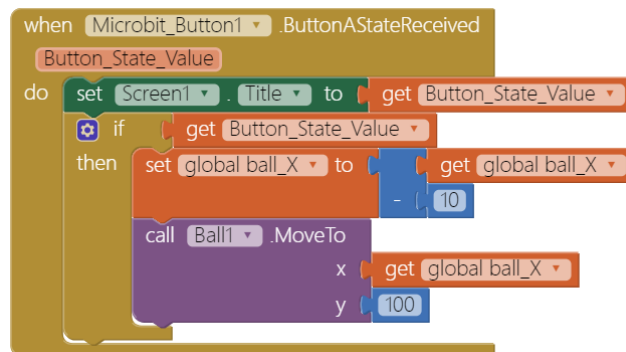 when Microbit_Button1 .ButtonAStateReceived
Button_State_Value
do set Screen1 . Title to get Button_State_Value
if get Button_State_Value
then set global ball_X to get global ball_X
- 10
call Ball1 .MoveTo
x get global ball_X
y 100